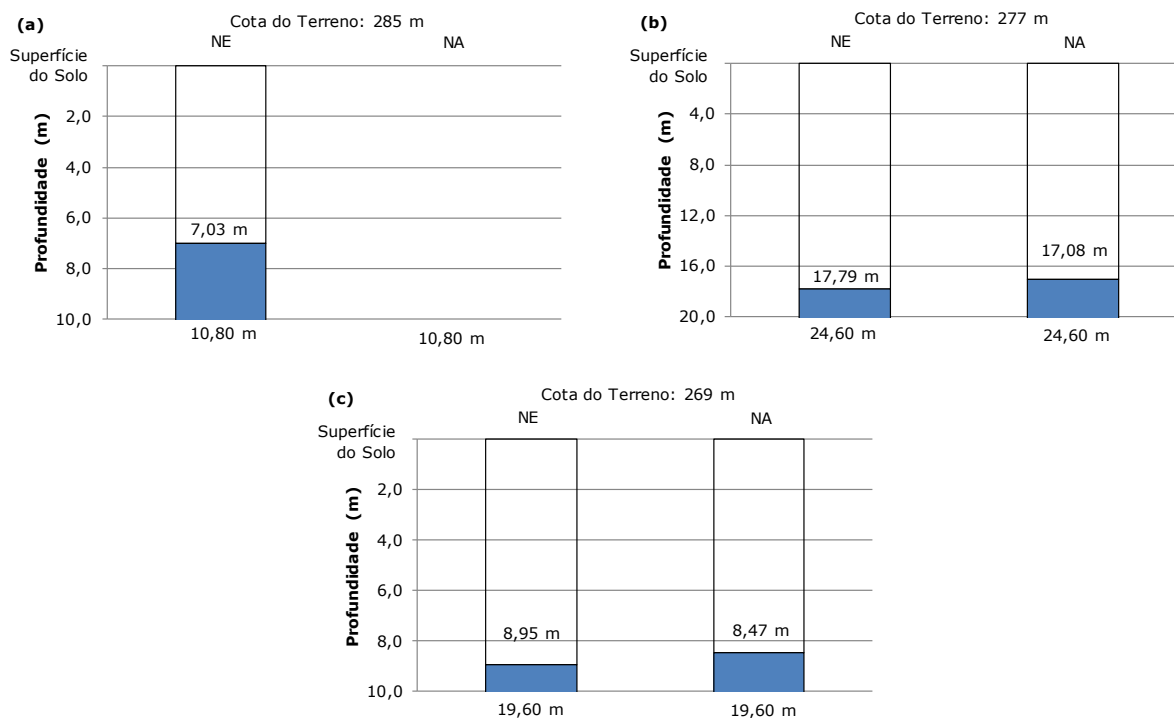 (a)
Cota do Terreno: 285 m
NE NA
Superfície
do Solo
2,0
4,0
6,0
8,0
10,0
Profundidade (m)
7,03 m
10,80 m 10,80 m
(b)
Cota do Terreno: 277 m
NE NA
Superfície
do Solo
4,0
8,0
12,0
16,0
20,0
Profundidade (m)
17,79 m
17,08 m
24,60 m 24,60 m
(c)
Cota do Terreno: 269 m
NE NA
Superfície
do Solo
2,0
4,0
6,0
8,0
10,0
Profundidade (m)
8,95 m 8,47 m
19,60 m 19,60 m